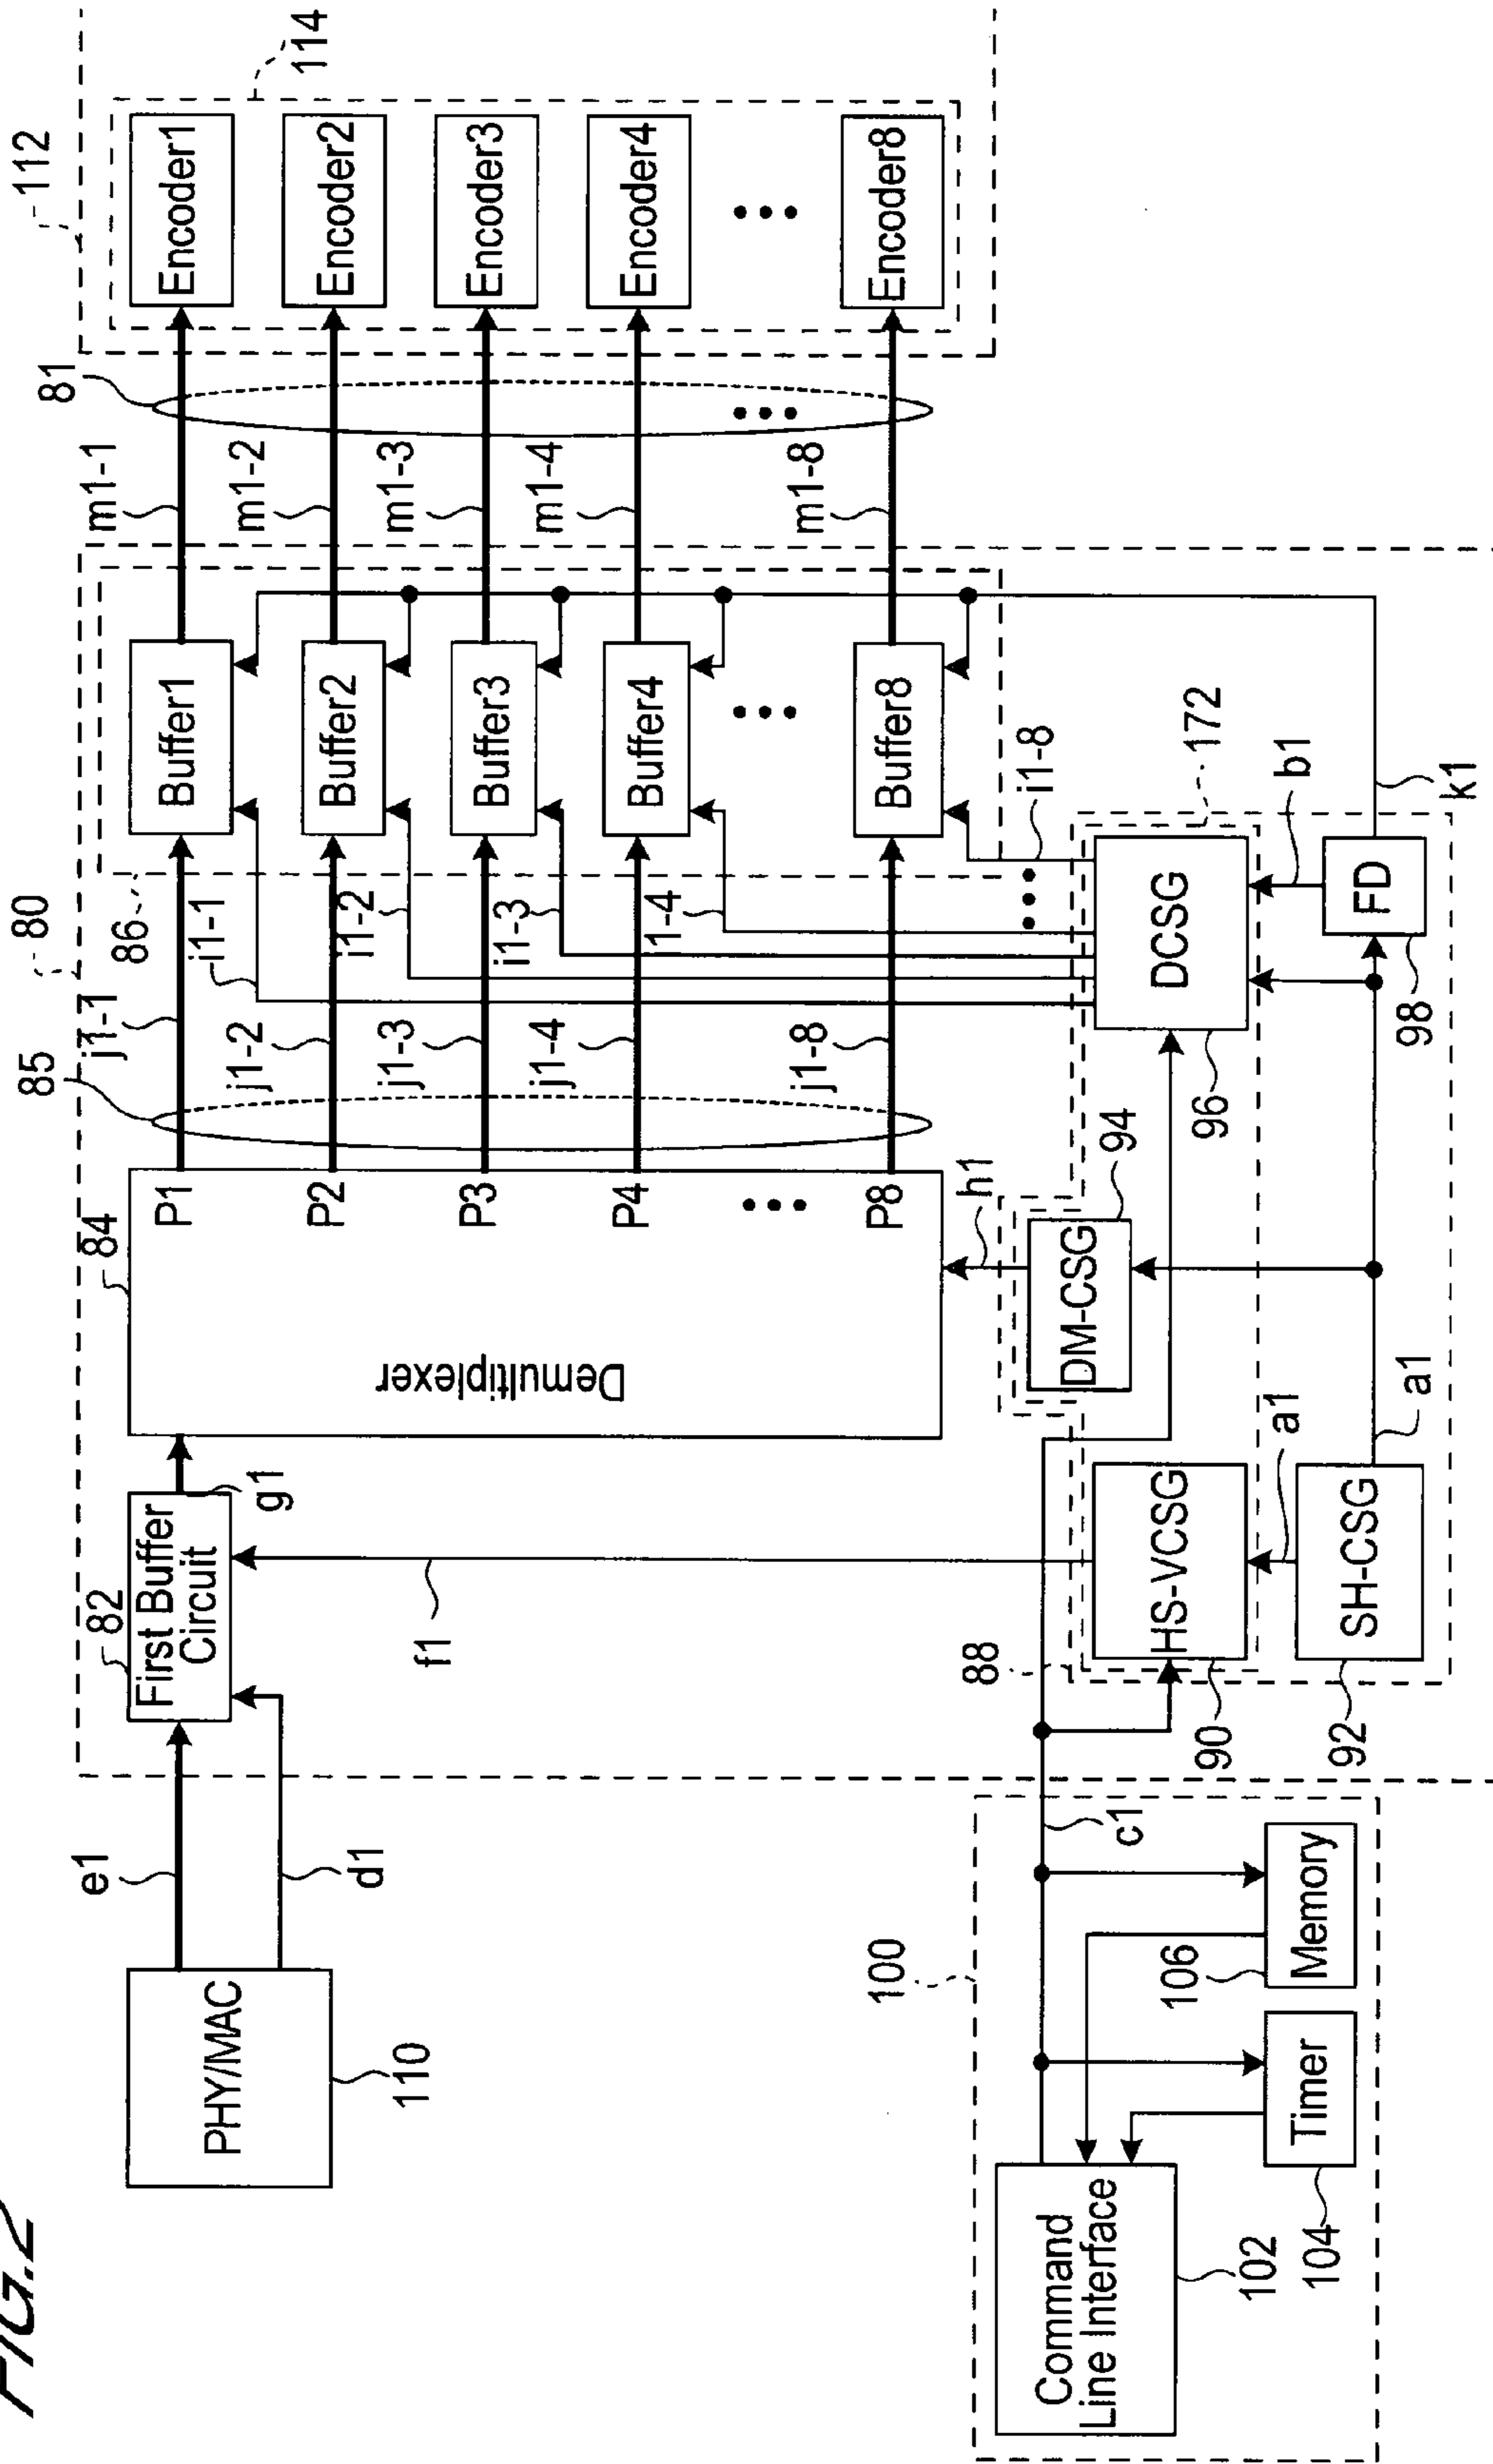 FIG.2
PHY/MAC
110
e1
d1
82
First Buffer
Circuit
g1
f1
84
Demultiplexer
P1
P2
P3
P4
P8
85
j1-1
j1-2
j1-3
j1-4
j1-8
80
86
i1-1
i1-2
i1-3
i1-4
i1-8
Buffer1
Buffer2
Buffer3
Buffer4
Buffer8
m1-1
m1-2
m1-3
m1-4
m1-8
81
112
114
Encoder1
Encoder2
Encoder3
Encoder4
Encoder8
100
Command
Line Interface
102
Timer
104
Memory
106
c1
88
HS-VCSG
90
a1
SH-CSG
92
a1
DM-CSG
94
h1
DCSG
96
172
b1
FD
98
k1